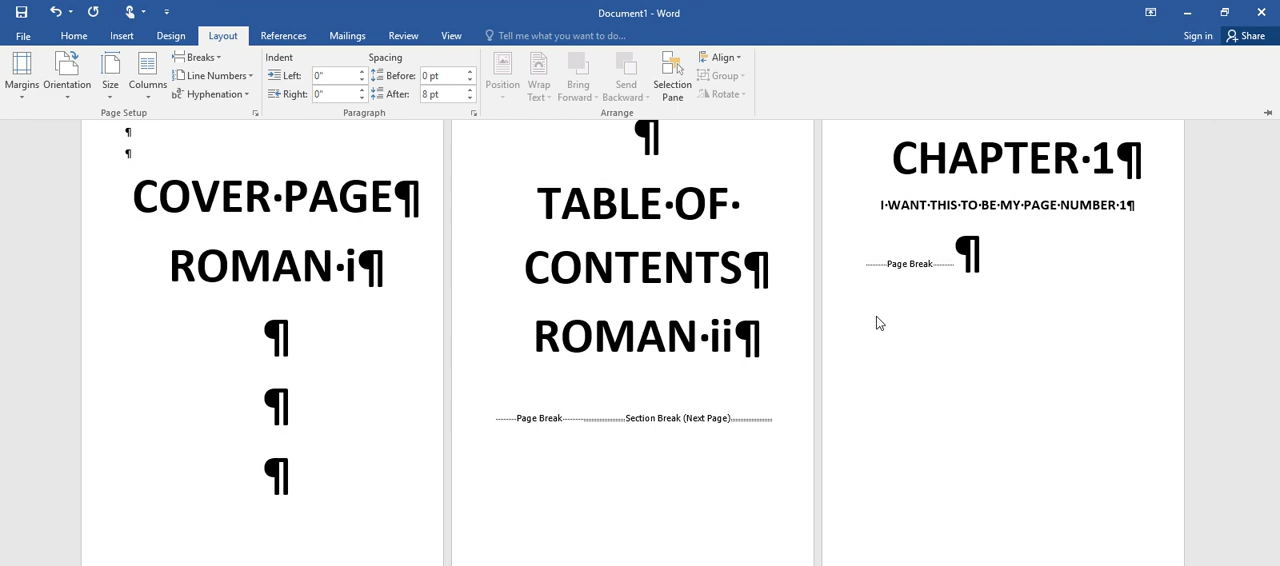 Document1 - Word
File Home Insert Design Layout References Mailings Review View Tell me what you want to do... Sign in Share
Margins Orientation Size Columns
Breaks
Line Numbers
Hyphenation
Page Setup
Indent
Left: 0"
Right: 0"
Spacing
Before: 0 pt
After: 8 pt
Paragraph
Position
Wrap Text
Bring Forward
Send Backward
Selection Pane
Align
Group
Rotate
Arrange
¶
¶
COVER·PAGE¶
ROMAN·i¶
¶
¶
¶
¶
TABLE·OF·
CONTENTS¶
ROMAN·ii¶
Page Break Section Break (Next Page)
CHAPTER·1¶
I·WANT·THIS·TO·BE·MY·PAGE·NUMBER·1¶
Page Break ¶